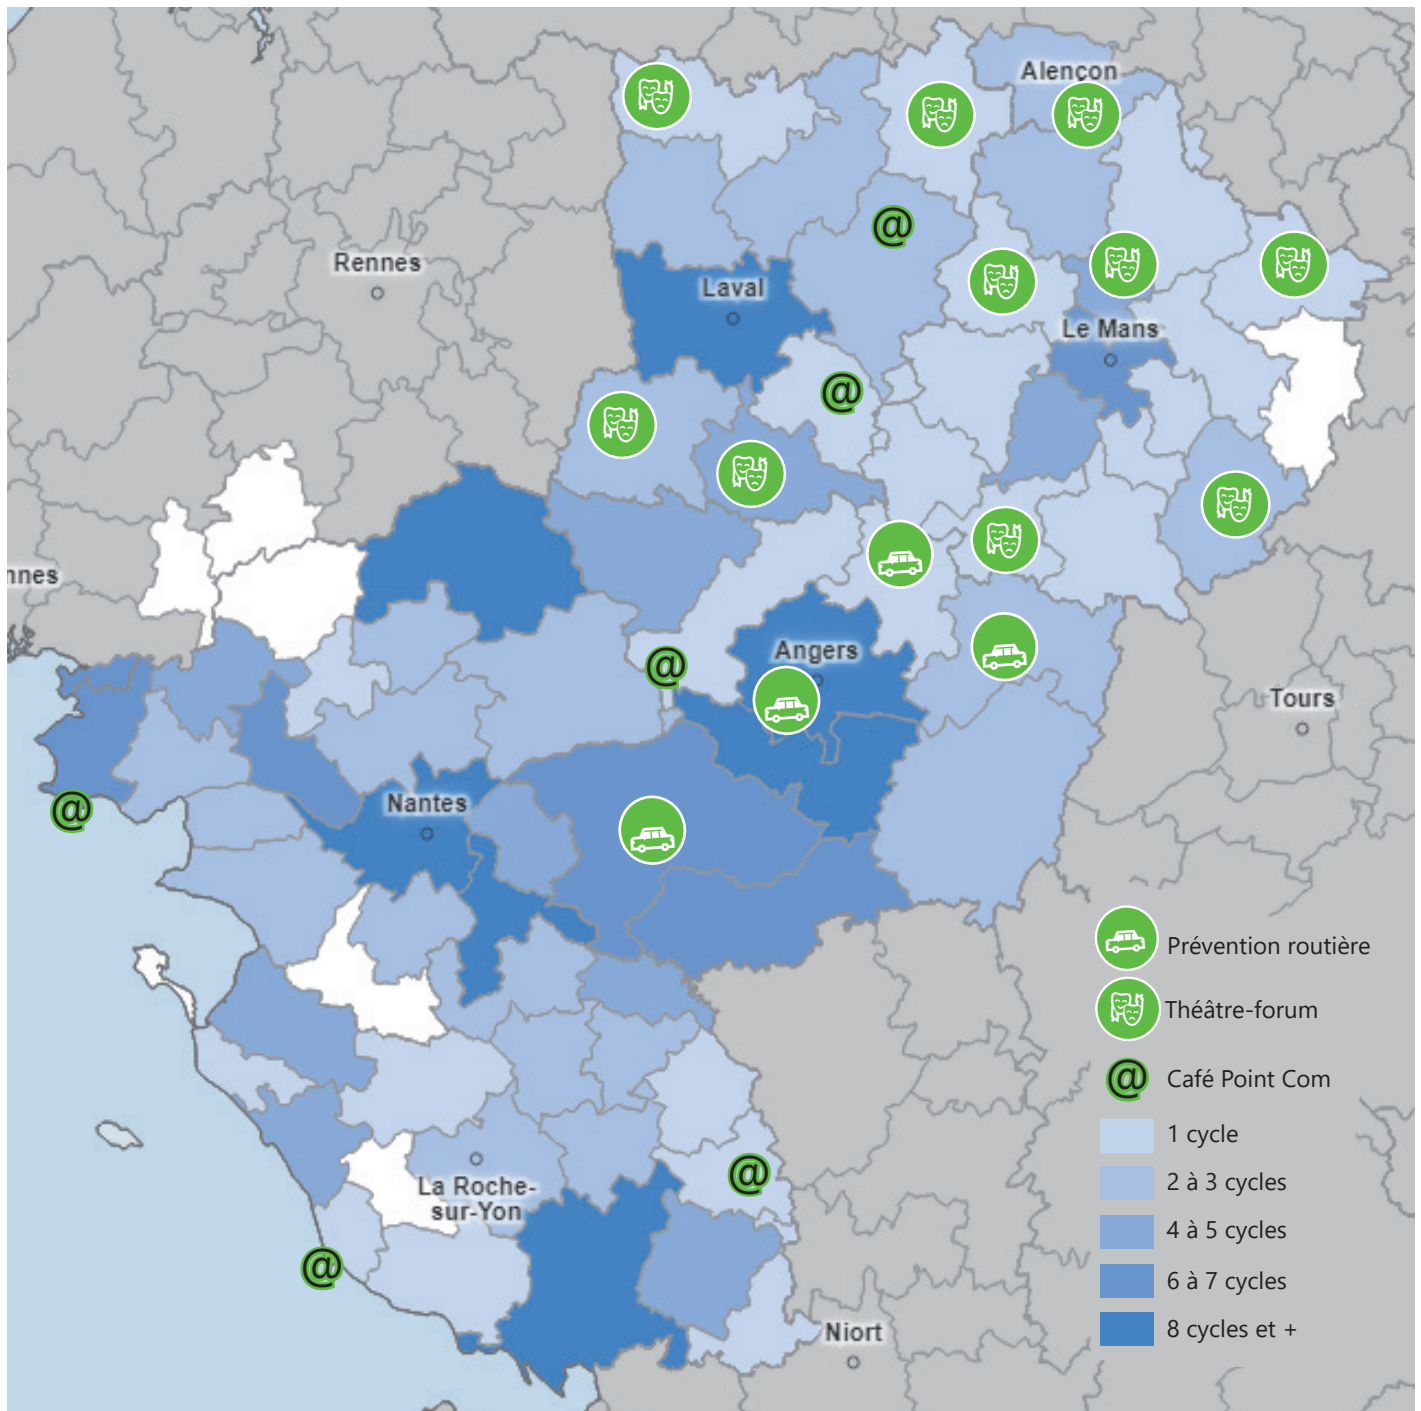 Alençon
Rennes
Laval
Le Mans
@
@
nnes
Angers
@
Tours
@
Nantes
Prévention routière
Théâtre-forum
@ Café Point Com
1 cycle
2 à 3 cycles
4 à 5 cycles
6 à 7 cycles
8 cycles et +
@
La Roche-
sur-Yon
@
Niort